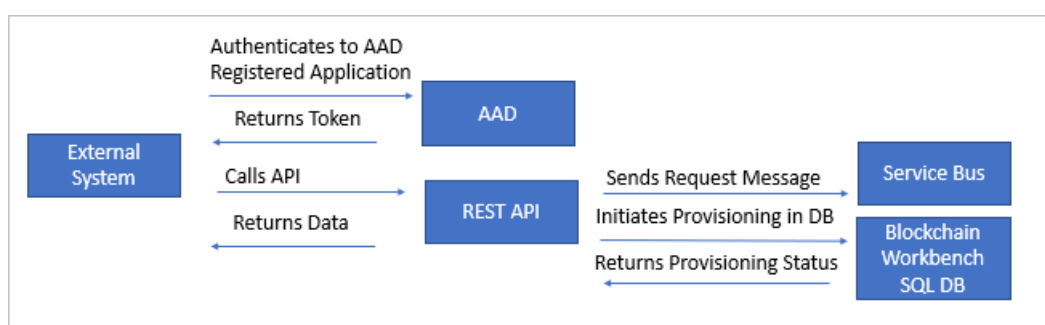 Authenticates to AAD
Registered Application
AAD
Returns Token
External
System
Calls API
REST API
Returns Data
Sends Request Message
Service Bus
Initiates Provisioning in DB
Returns Provisioning Status
Blockchain
Workbench
SQL DB